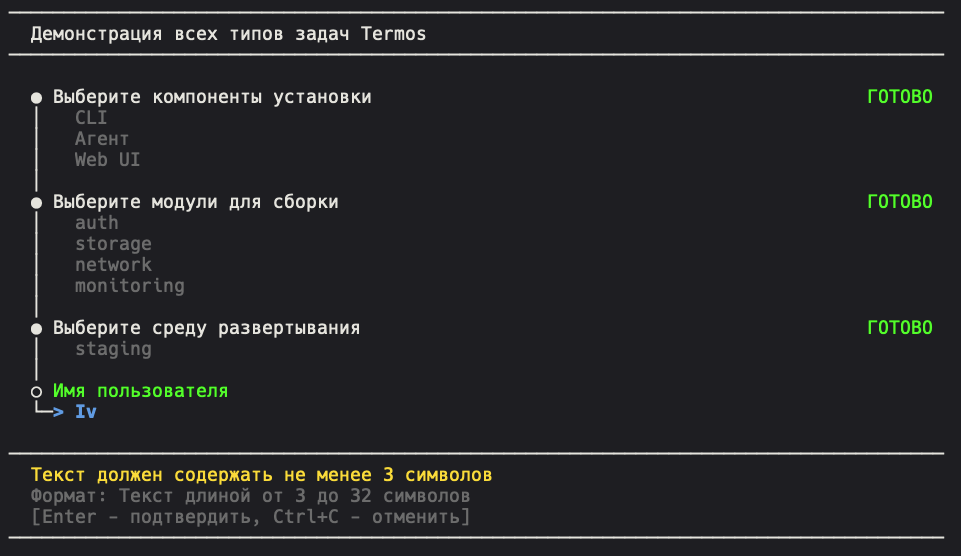 Демонстрация всех типов задач Termos
Выберите компоненты установки ГОТОВО
CLI
Агент
Web UI
Выберите модули для сборки ГОТОВО
auth
storage
network
monitoring
Выберите среду развертывания ГОТОВО
staging
Имя пользователя
> Iv
Текст должен содержать не менее 3 символов
Формат: Текст длиной от 3 до 32 символов
[Enter - подтвердить, Ctrl+C - отменить]